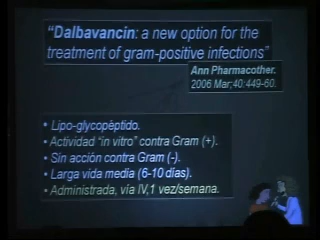 “Dalbavancin: a new option for the
treatment of gram-positive infections”
Ann Pharmacother.
2006 Mar;40:449-60.
• Lipo-glycopéptido.
• Actividad “in vitro” contra Gram (+).
• Sin acción contra Gram (-).
• Larga vida media (6-10 días).
• Administrada, vía IV,1 vez/semana.